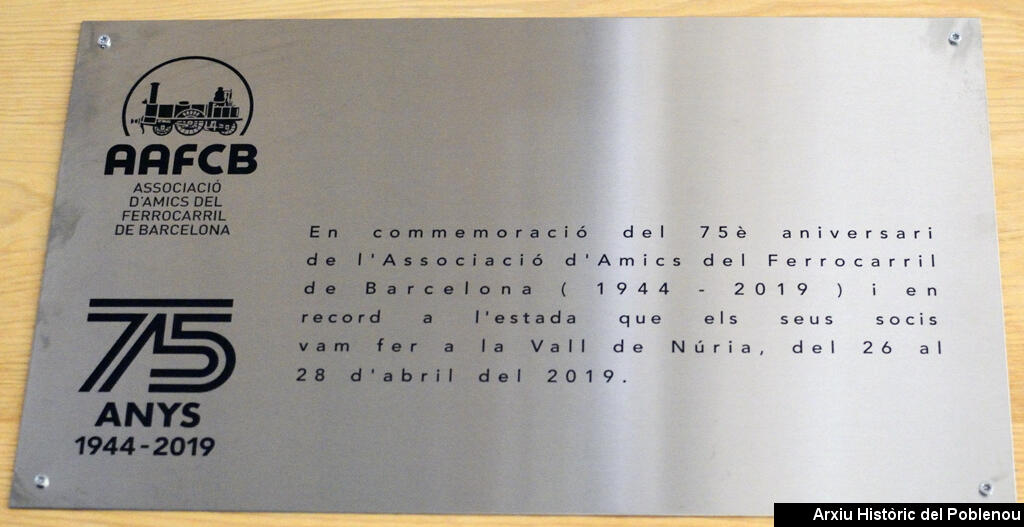 AAFCB
ASSOCIACIÓ
D'AMICS DEL
FERROCARRIL
DE BARCELONA
75
ANYS
1944-2019
En commemoració del 75è aniversari
de l'Associació d'Amics del Ferrocarril
de Barcelona ( 1944 - 2019 ) i en
record a l'estada que els seus socis
vam fer a la Vall de Núria, del 26 al
28 d'abril del 2019.
Arxiu Històric del Poblenou